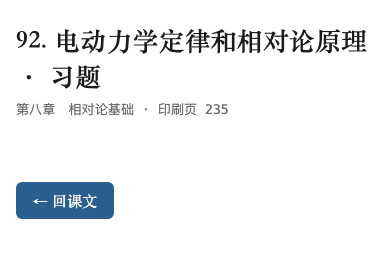 92. 电动力学定律和相对论原理
· 习题
第八章 相对论基础 · 印刷页 235
← 回课文